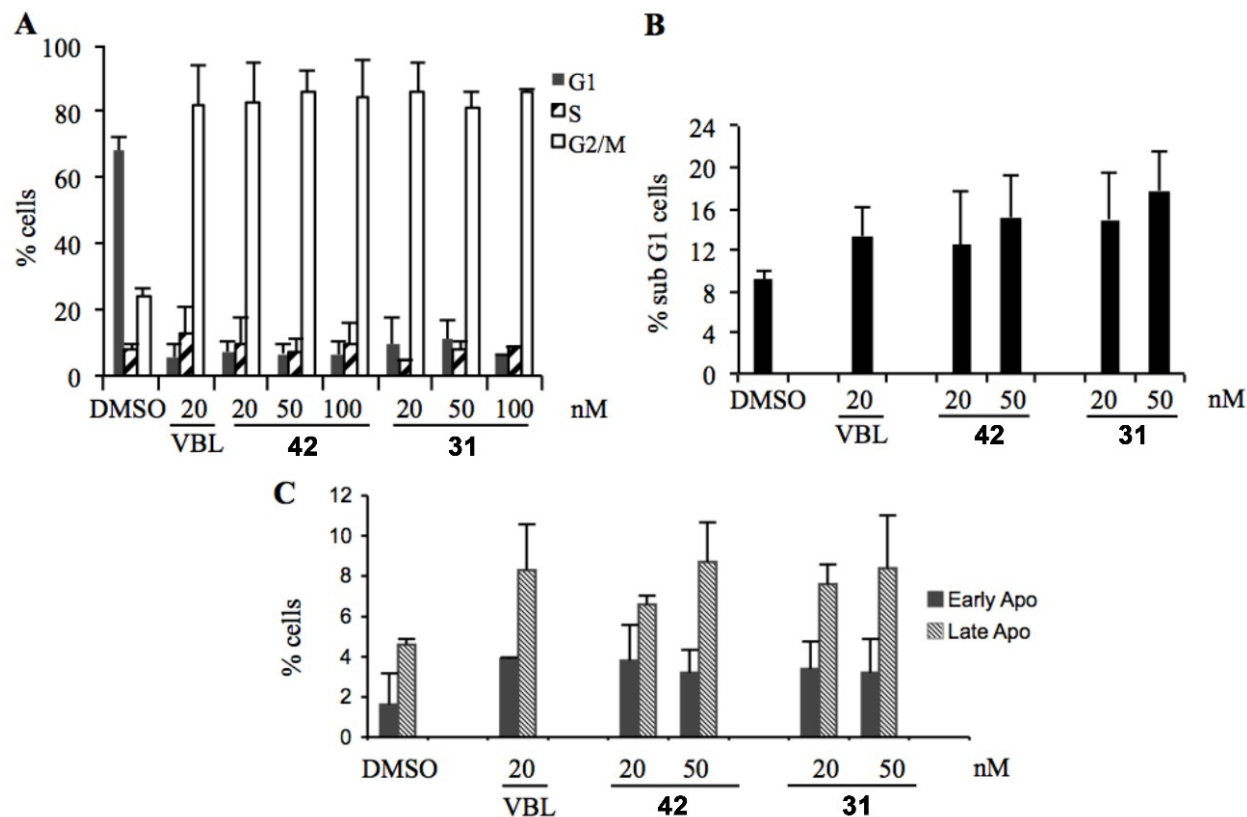 A
% cells
100
80
60
40
20
0
G1
S
G2/M
DMSO 20 20 50 100 20 50 100 nM
VBL 42 31
B
% sub G1 cells
24
20
16
12
8
4
0
DMSO 20 20 50 20 50 nM
VBL 42 31
C
% cells
12
10
8
6
4
2
0
Early Apo
Late Apo
DMSO 20 20 50 20 50 nM
VBL 42 31